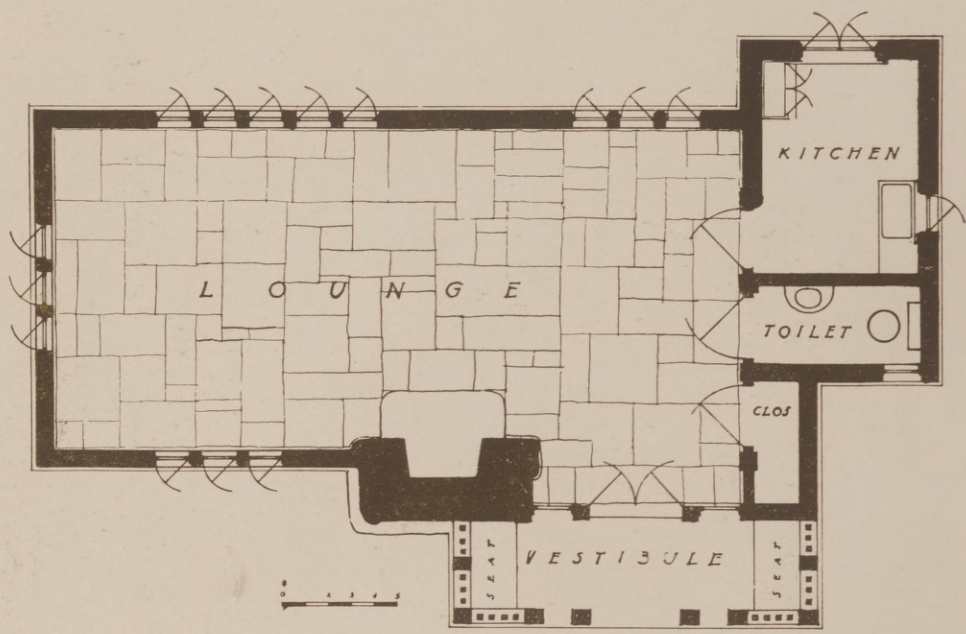 KITCHEN
LOUNGE
TOILET
CLOS
VESTIBULE
SEAT
SEAT